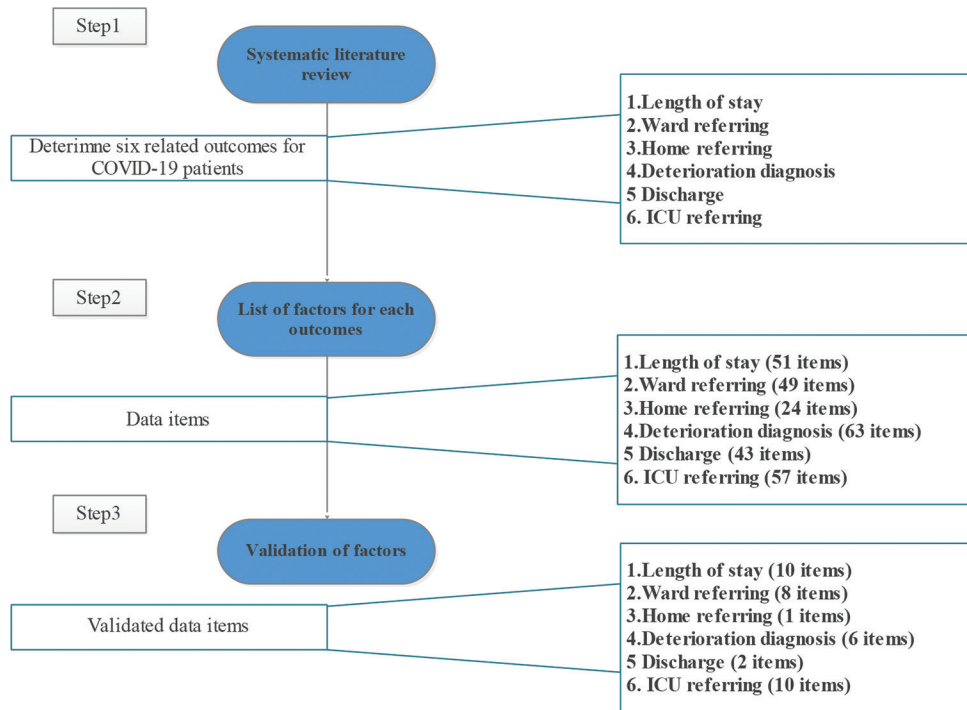 Step1
Systematic literature
review
Deterimne six related outcomes for
COVID-19 patients
1.Length of stay
2.Ward referring
3.Home referring
4.Deterioration diagnosis
5 Discharge
6. ICU referring
Step2
List of factors for each
outcomes
Data items
1.Length of stay (51 items)
2.Ward referring (49 items)
3.Home referring (24 items)
4.Deterioration diagnosis (63 items)
5 Discharge (43 items)
6. ICU referring (57 items)
Step3
Validation of factors
Validated data items
1.Length of stay (10 items)
2.Ward referring (8 items)
3.Home referring (1 items)
4.Deterioration diagnosis (6 items)
5 Discharge (2 items)
6. ICU referring (10 items)